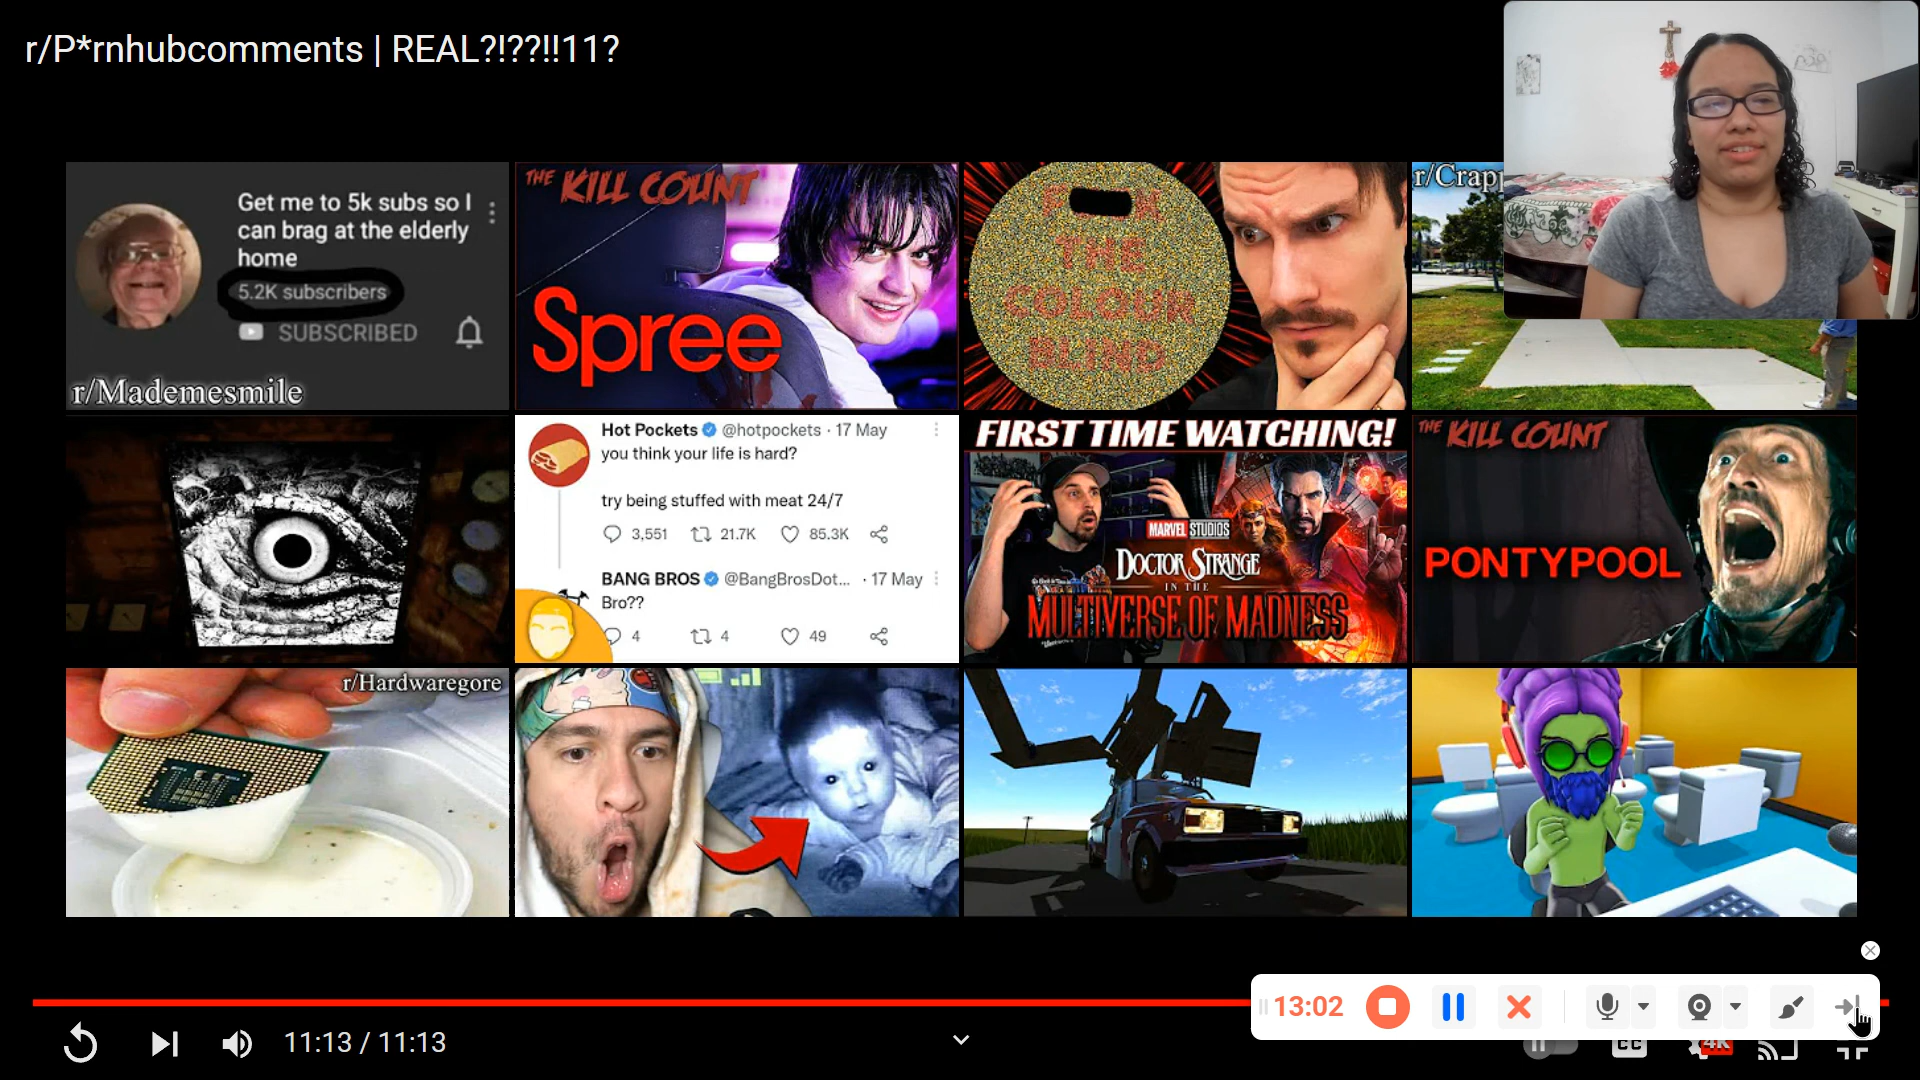 r/P*rnhubcomments | REAL?!??!!11?
Get me to 5k subs so I
can brag at the elderly
home
5.2K subscribers
SUBSCRIBED
r/Mademesmile
THE KILL COUNT
Spree
THE
COLOUR
BLIND
r/Crap
Hot Pockets @hotpockets · 17 May
you think your life is hard?
try being stuffed with meat 24/7
3,551 21.7K 85.3K
BANG BROS @BangBrosDot... · 17 May
Bro??
4 4 49
FIRST TIME WATCHING!
MARVEL STUDIOS
DOCTOR STRANGE
IN THE
MULTIVERSE OF MADNESS
THE KILL COUNT
PONTYPOOL
r/Hardwaregore
13:02
11:13 / 11:13
CC
4K